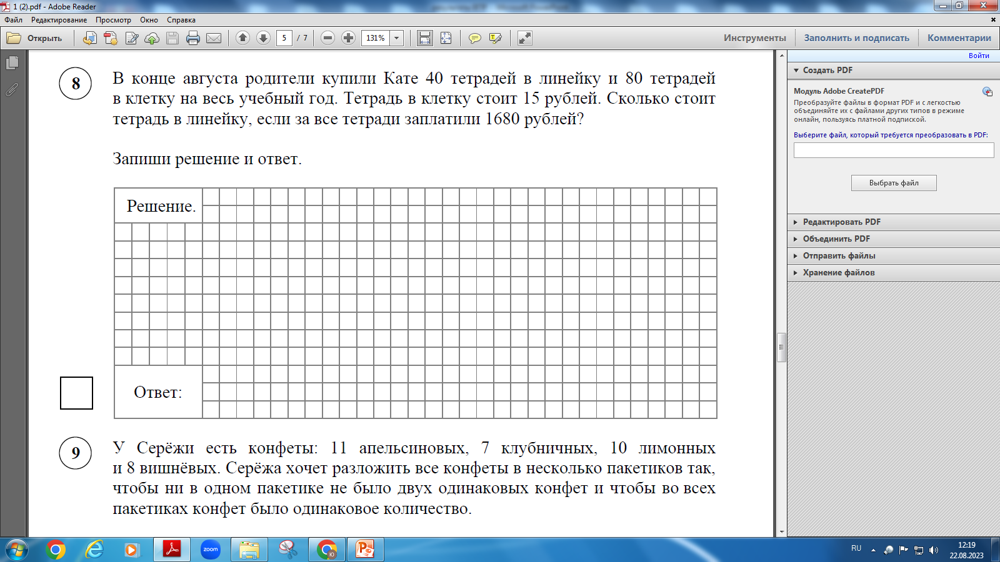 1 (2).pdf - Adobe Reader
Файл Редактирование Просмотр Окно Справка
Открыть 5 / 7 131% Инструменты Заполнить и подписать Комментарии
Войти
8
В конце августа родители купили Кате 40 тетрадей в линейку и 80 тетрадей
в клетку на весь учебный год. Тетрадь в клетку стоит 15 рублей. Сколько стоит
тетрадь в линейку, если за все тетради заплатили 1680 рублей?
Запиши решение и ответ.
Решение.
Ответ:
9
У Серёжи есть конфеты: 11 апельсиновых, 7 клубничных, 10 лимонных
и 8 вишнёвых. Серёжа хочет разложить все конфеты в несколько пакетиков так,
чтобы ни в одном пакетике не было двух одинаковых конфет и чтобы во всех
пакетиках конфет было одинаковое количество.
Создать PDF
Модуль Adobe CreatePDF
Преобразуйте файлы в формат PDF и с легкостью
объединяйте их с файлами других типов в режиме
онлайн, пользуясь платной подпиской.
Выберите файл, который требуется преобразовать в PDF:
Выбрать файл
Редактировать PDF
Объединить PDF
Отправить файлы
Хранение файлов
zoom
Ю
RU
12:19
22.08.2023